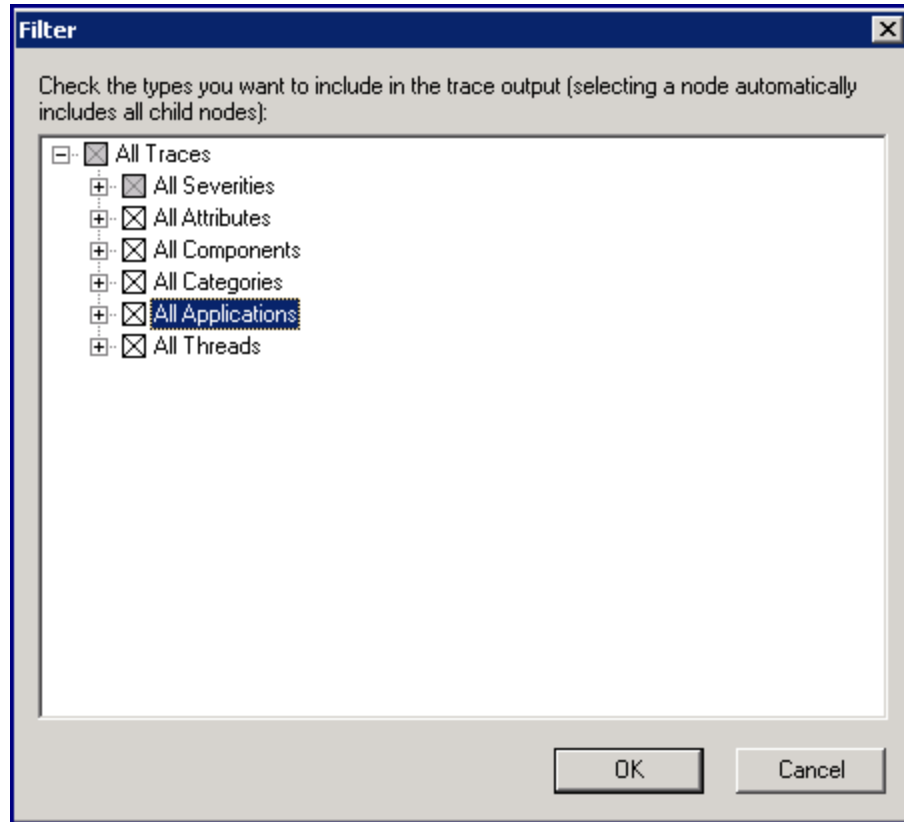 Filter
Check the types you want to include in the trace output (selecting a node automatically
includes all child nodes):
All Traces
All Severities
All Attributes
All Components
All Categories
All Applications
All Threads
OK Cancel